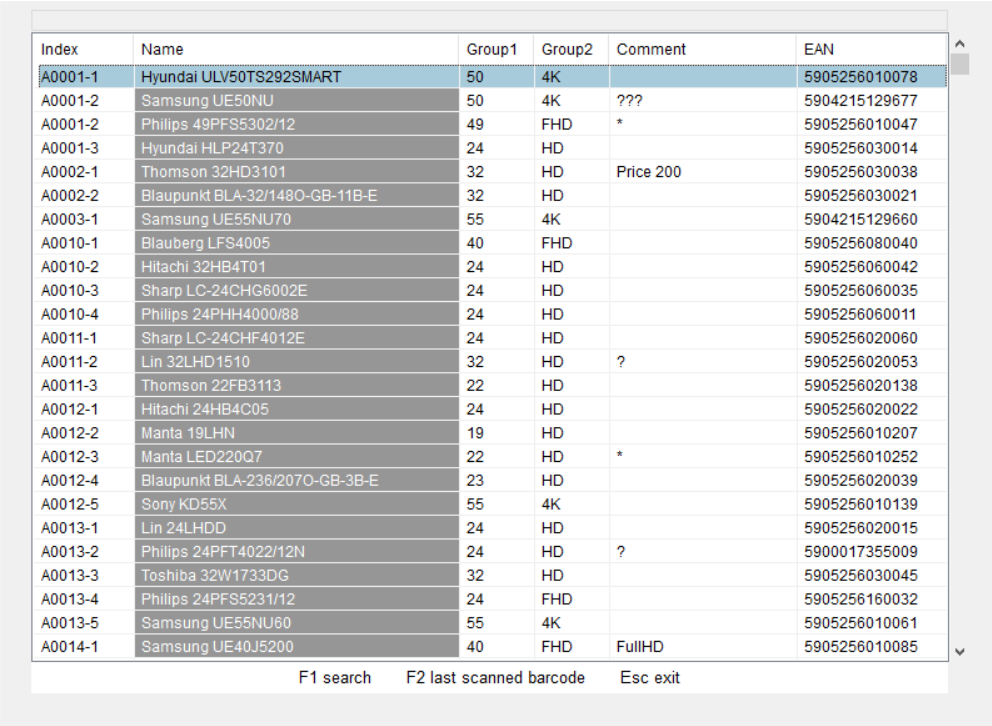 Index Name Group1 Group2 Comment EAN
A0001-1 Hyundai ULV50TS292SMART 50 4K 5905256010078
A0001-2 Samsung UE50NU 50 4K ??? 5904215129677
A0001-2 Philips 49PFS5302/12 49 FHD * 5905256010047
A0001-3 Hyundai HLP24T370 24 HD 5905256030014
A0002-1 Thomson 32HD3101 32 HD Price 200 5905256030038
A0002-2 Blaupunkt BLA-32/148O-GB-11B-E 32 HD 5905256030021
A0003-1 Samsung UE55NU70 55 4K 5904215129660
A0010-1 Blauberg LFS4005 40 FHD 5905256080040
A0010-2 Hitachi 32HB4T01 24 HD 5905256060042
A0010-3 Sharp LC-24CHG6002E 24 HD 5905256060035
A0010-4 Philips 24PHH4000/88 24 HD 5905256060011
A0011-1 Sharp LC-24CHF4012E 24 HD 5905256020060
A0011-2 Lin 32LHD1510 32 HD ? 5905256020053
A0011-3 Thomson 22FB3113 22 HD 5905256020138
A0012-1 Hitachi 24HB4C05 24 HD 5905256020022
A0012-2 Manta 19LHN 19 HD 5905256010207
A0012-3 Manta LED220Q7 22 HD * 5905256010252
A0012-4 Blaupunkt BLA-236/207O-GB-3B-E 23 HD 5905256020039
A0012-5 Sony KD55X 55 4K 5905256010139
A0013-1 Lin 24LHDD 24 HD 5905256020015
A0013-2 Philips 24PFT4022/12N 24 HD ? 5900017355009
A0013-3 Toshiba 32W1733DG 32 HD 5905256030045
A0013-4 Philips 24PFS5231/12 24 FHD 5905256160032
A0013-5 Samsung UE55NU60 55 4K 5905256010061
A0014-1 Samsung UE40J5200 40 FHD FullHD 5905256010085
F1 search F2 last scanned barcode Esc exit